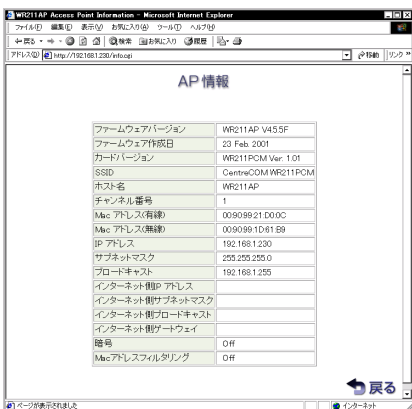 WR211AP Access Point Information - Microsoft Internet Explorer
ファイル(F) 編集(E) 表示(V) お気に入り(A) ツール(T) ヘルプ(H)
戻る 検索 お気に入り 履歴
アドレス(D) http://192.168.1.230/info.cgi 移動 リンク »
AP情報
ファームウェアバージョン WR211AP V4.5.5F
ファームウェア作成日 23 Feb. 2001
カードバージョン WR211PCM Ver. 1.01
SSID CentreCOM WR211PCM
ホスト名 WR211AP
チャンネル番号 1
Mac アドレス(有線) 00:90:99:21:D0:0C
Mac アドレス(無線) 00:90:99:1D:61:B9
IP アドレス 192.168.1.230
サブネットマスク 255.255.255.0
ブロードキャスト 192.168.1.255
インターネット側IP アドレス
インターネット側サブネットマスク
インターネット側ブロードキャスト
インターネット側ゲートウェイ
暗号 Off
Macアドレスフィルタリング Off
戻る
ページが表示されました インターネット